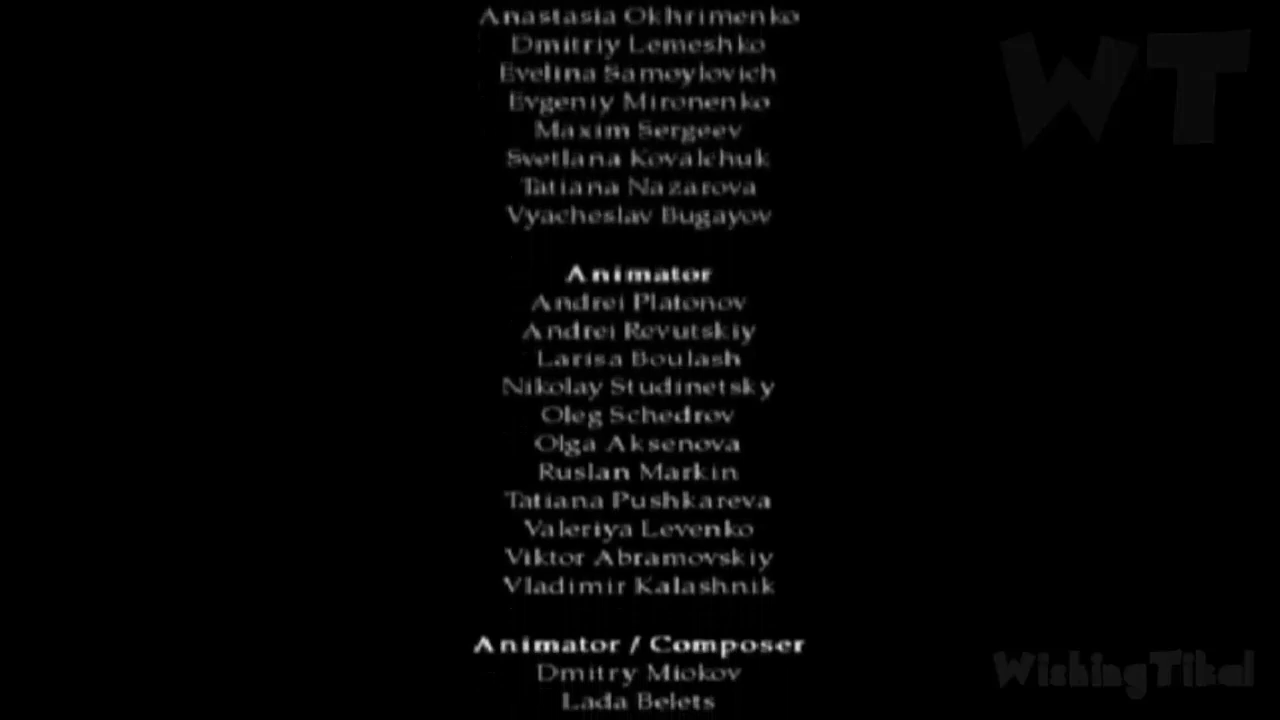 Anastasia Okhrimenko
Dmitriy Lemeshko
Evelina Samoylovich
Evgeniy Mironenko
Maxim Sergeev
Svetlana Kovalchuk
Tatiana Nazarova
Vyacheslav Bugayov
Animator
Andrei Platonov
Andrei Revutskiy
Larisa Boulash
Nikolay Studinetsky
Oleg Schedrov
Olga Aksenova
Ruslan Markin
Tatiana Pushkareva
Valeriya Levenko
Viktor Abramovskiy
Vladimir Kalashnik
Animator / Composer
Dmitry Miokov
Lada Belets
WT
WishingTikal